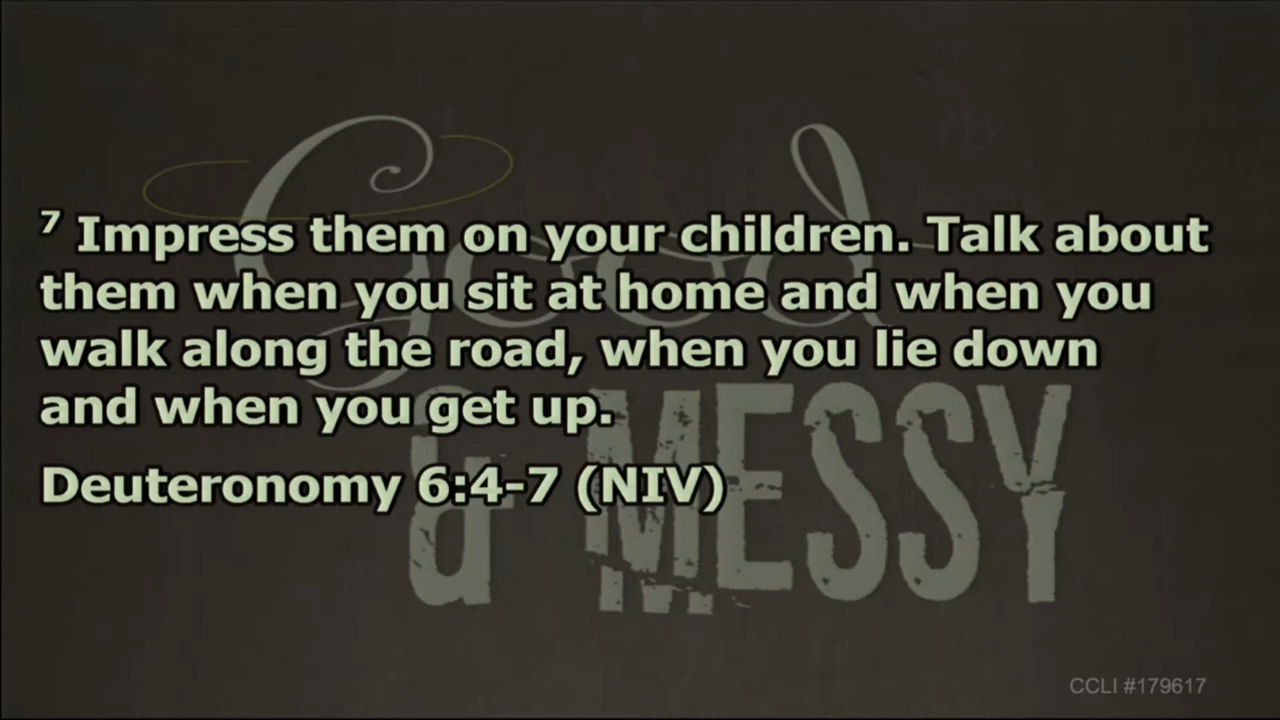 ⁷ Impress them on your children. Talk about
them when you sit at home and when you
walk along the road, when you lie down
and when you get up.
Deuteronomy 6:4-7 (NIV)
Good
& MESSY
CCLI #179617